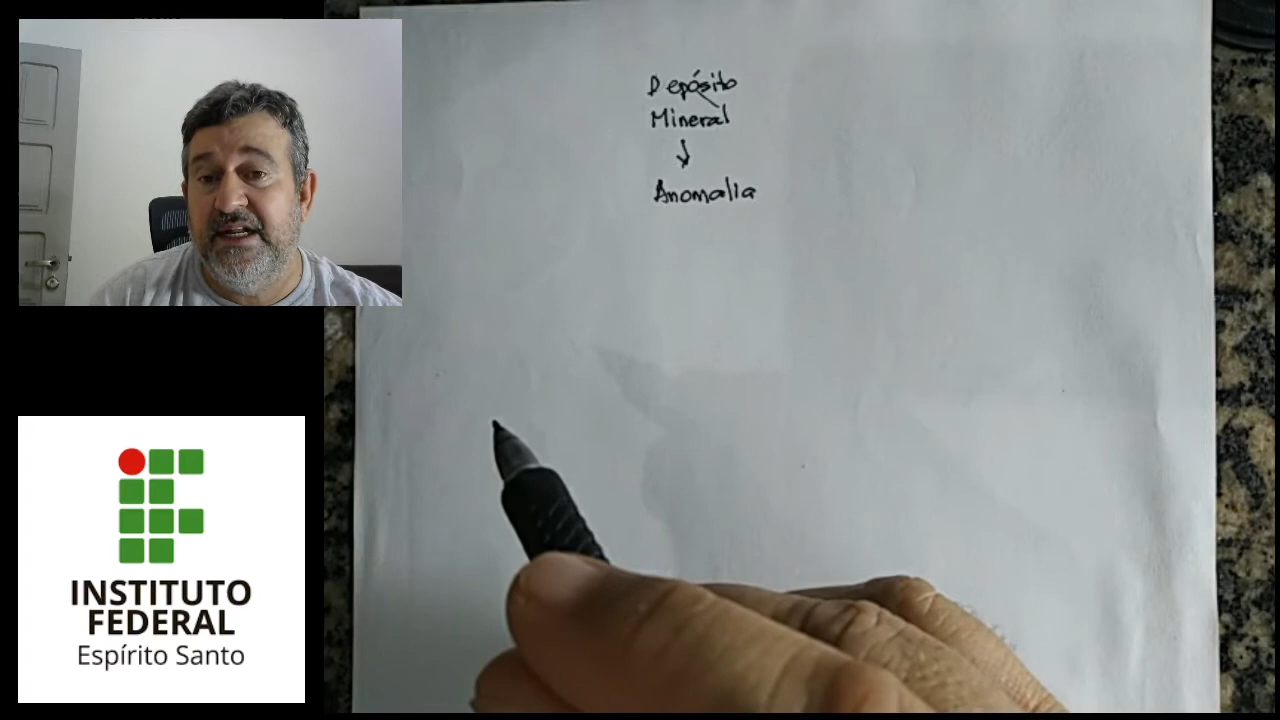 Depósito
Mineral
Anomalia
INSTITUTO
FEDERAL
Espírito Santo